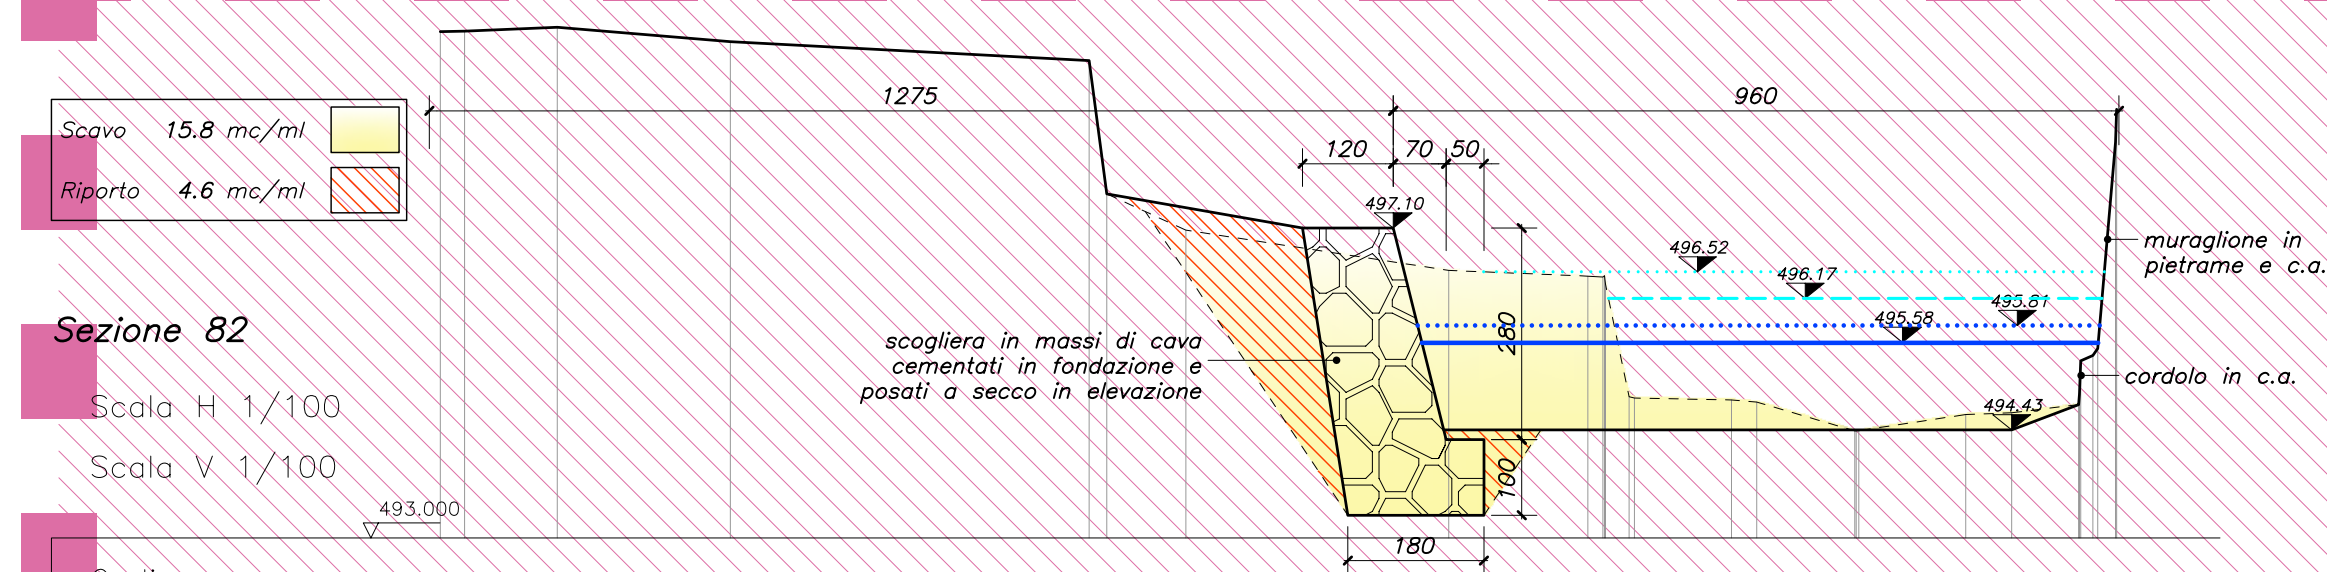 1275
960
Scavo 15.8 mc/ml
120
70
50
Riporto 4.6 mc/ml
497.10
muraglione in
pietrame e c.a.
496.52
496.17
495.81
495.58
Sezione 82
280
scogliera in massi di cava
cementati in fondazione e
posati a secco in elevazione
cordolo in c.a.
Scala H 1/100
494.43
Scala V 1/100
100
493.000
180